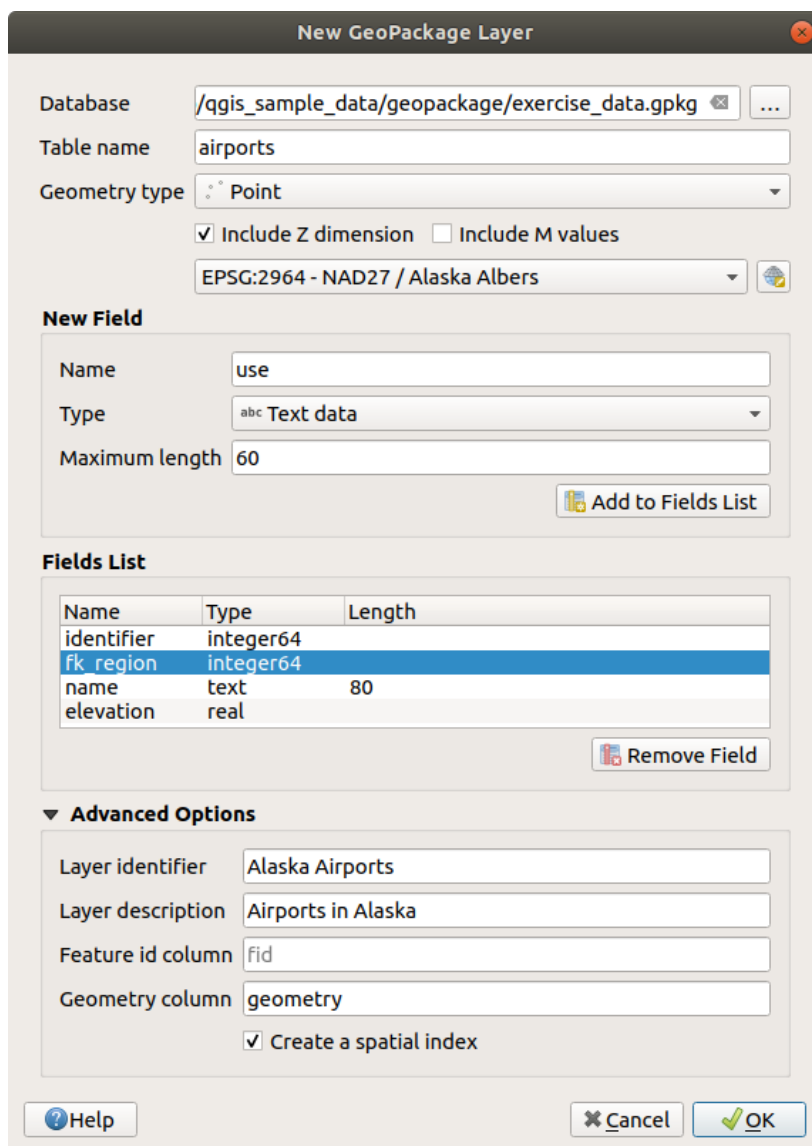 New GeoPackage Layer
Database /qgis_sample_data/geopackage/exercise_data.gpkg ...
Table name airports
Geometry type Point
Include Z dimension Include M values
EPSG:2964 - NAD27 / Alaska Albers
New Field
Name use
Type abc Text data
Maximum length 60
Add to Fields List
Fields List
Name Type Length
identifier integer64
fk_region integer64
name text 80
elevation real
Remove Field
Advanced Options
Layer identifier Alaska Airports
Layer description Airports in Alaska
Feature id column fid
Geometry column geometry
Create a spatial index
Help Cancel OK